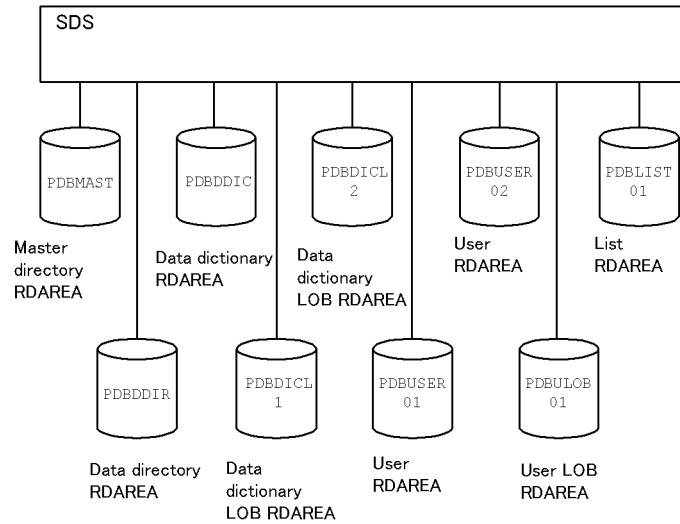 SDS
PDBMAST
PDBDDIC
PDBDICL
2
PDBUSER
02
PDBLIST
01
Master
directory
RDAREA
Data dictionary
RDAREA
Data
dictionary
LOB RDAREA
User
RDAREA
List
RDAREA
PDBDDIR
PDBDICL
1
PDBUSER
01
PDBULOB
01
Data directory
RDAREA
Data
dictionary
LOB RDAREA
User
RDAREA
User LOB
RDAREA